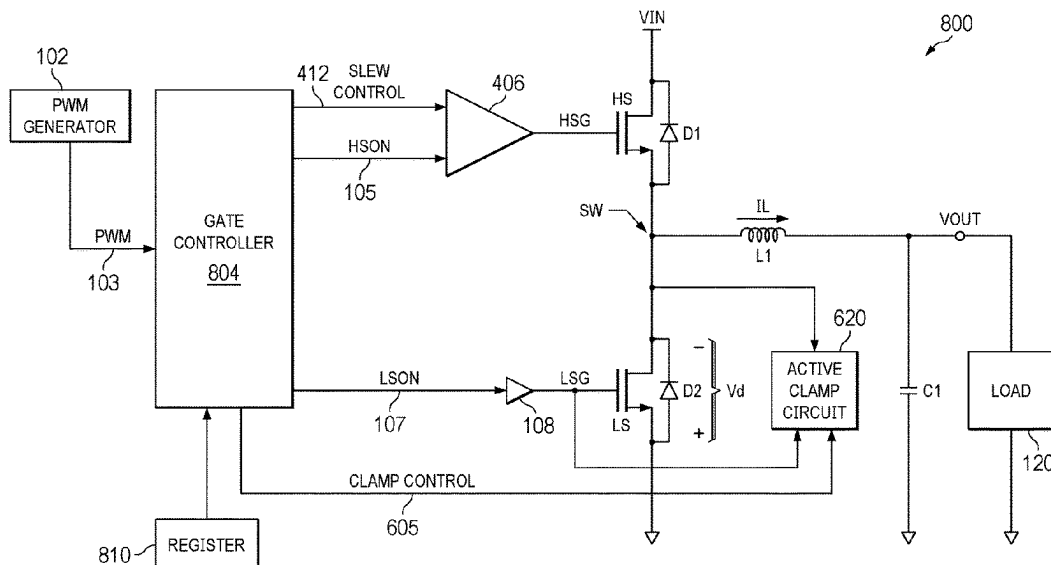 VIN
800
102
PWM
GENERATOR
412
SLEW
CONTROL
406
HSG
HS
D1
HSON
105
GATE
CONTROLLER
804
PWM
103
SW
IL
L1
VOUT
620
ACTIVE
CLAMP
CIRCUIT
C1
LOAD
120
LSON
107
108
LSG
LS
D2
−
Vd
+
CLAMP CONTROL
605
810
REGISTER